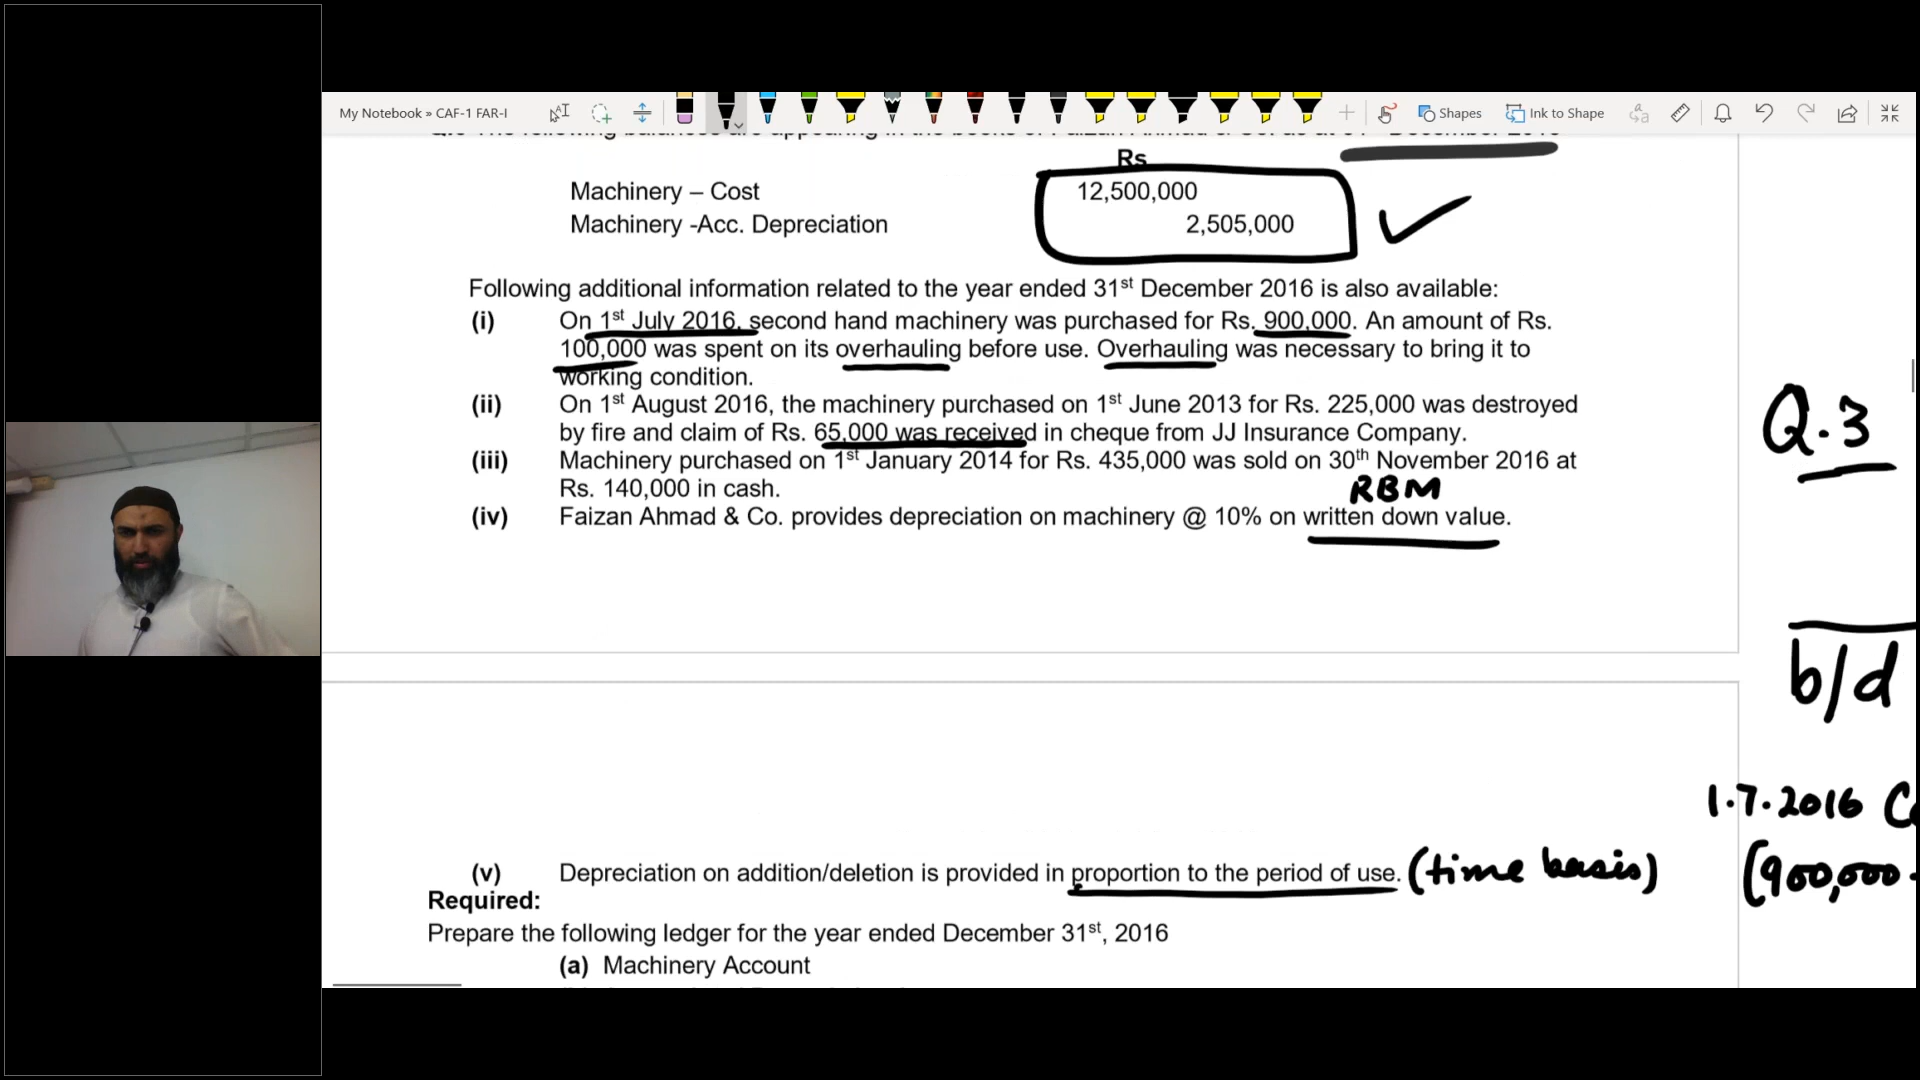 My Notebook » CAF-1 FAR-I
Shapes
Ink to Shape
Rs
Machinery – Cost 12,500,000
Machinery -Acc. Depreciation 2,505,000
Following additional information related to the year ended 31st December 2016 is also available:
(i) On 1st July 2016, second hand machinery was purchased for Rs. 900,000. An amount of Rs.
100,000 was spent on its overhauling before use. Overhauling was necessary to bring it to
working condition.
(ii) On 1st August 2016, the machinery purchased on 1st June 2013 for Rs. 225,000 was destroyed
by fire and claim of Rs. 65,000 was received in cheque from JJ Insurance Company.
(iii) Machinery purchased on 1st January 2014 for Rs. 435,000 was sold on 30th November 2016 at
Rs. 140,000 in cash.
RBM
(iv) Faizan Ahmad & Co. provides depreciation on machinery @ 10% on written down value.
Q.3
b/d
1.7.2016 C
(v) Depreciation on addition/deletion is provided in proportion to the period of use. (time basis)
(900,000
Required:
Prepare the following ledger for the year ended December 31st, 2016
(a) Machinery Account